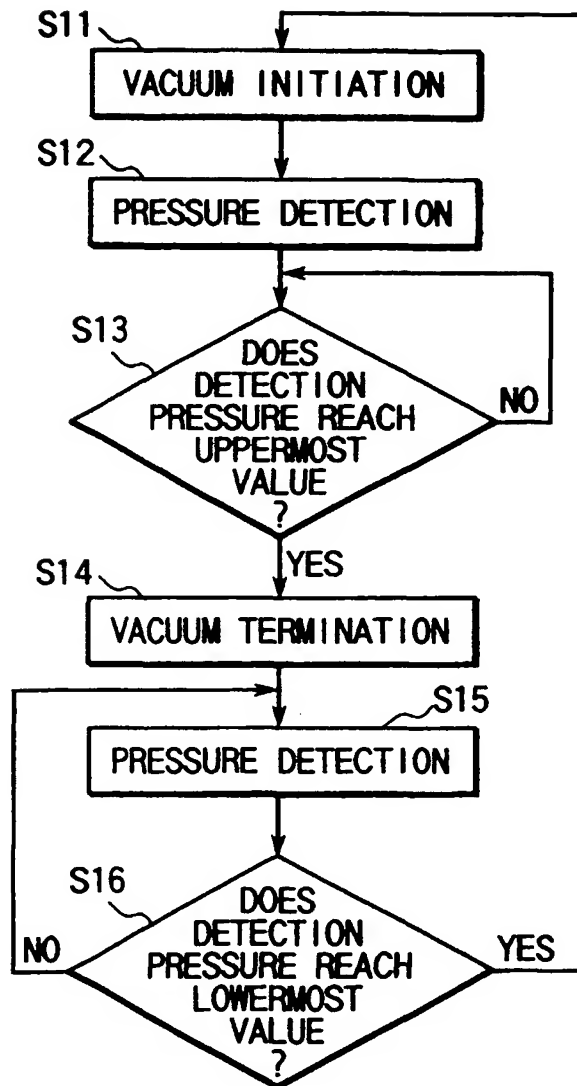 S11
VACUUM INITIATION
S12
PRESSURE DETECTION
S13
DOES
DETECTION
PRESSURE REACH
UPPERMOST
VALUE
?
NO
YES
S14
VACUUM TERMINATION
S15
PRESSURE DETECTION
S16
DOES
DETECTION
PRESSURE REACH
LOWERMOST
VALUE
?
NO
YES